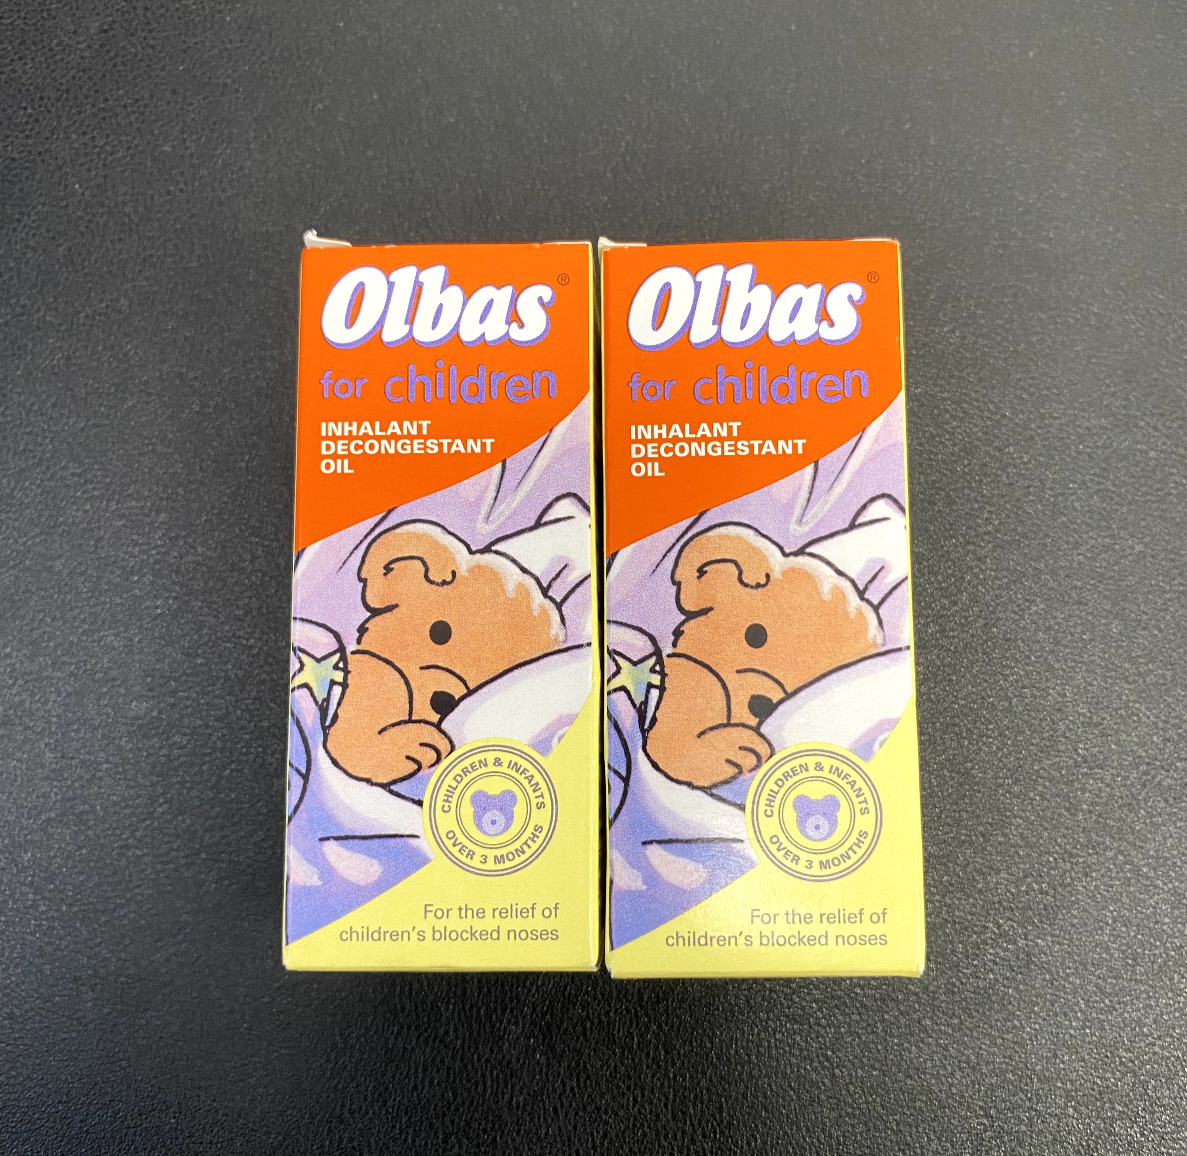 Olbas®
for children
INHALANT
DECONGESTANT
OIL
CHILDREN & INFANTS
OVER 3 MONTHS
For the relief of
children's blocked noses
Olbas®
for children
INHALANT
DECONGESTANT
OIL
CHILDREN & INFANTS
OVER 3 MONTHS
For the relief of
children's blocked noses